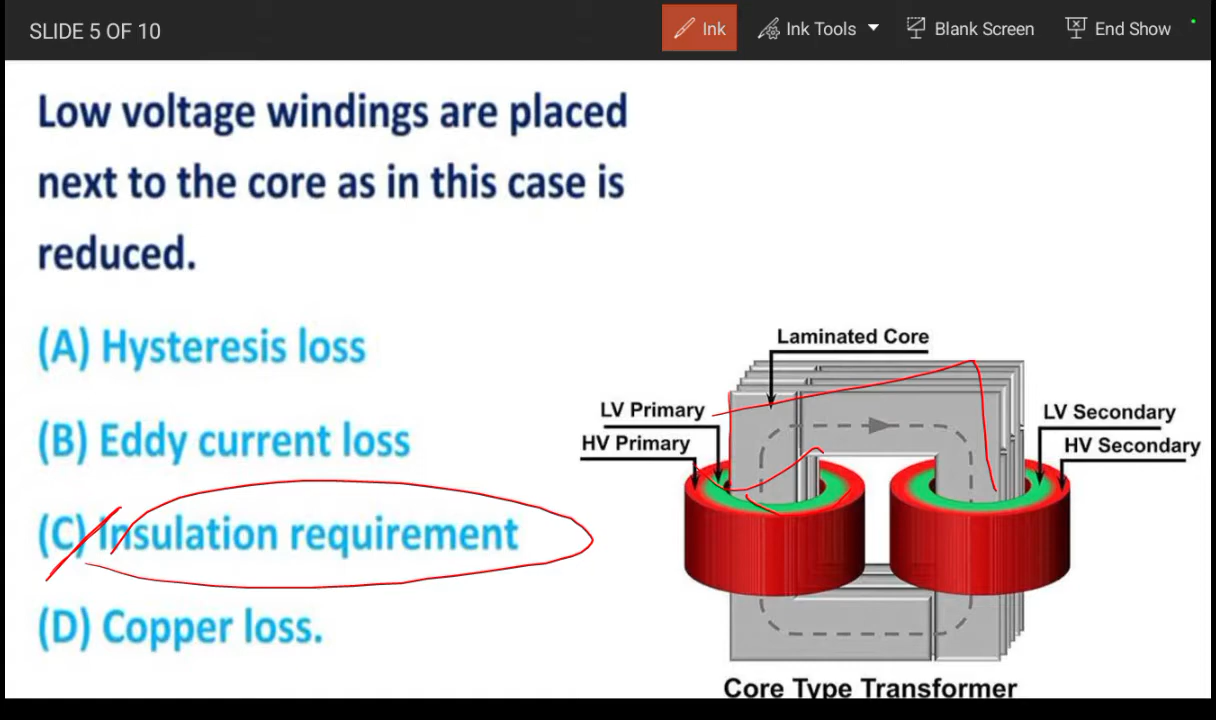 SLIDE 5 OF 10
Ink
Ink Tools
Blank Screen
End Show
Low voltage windings are placed
next to the core as in this case is
reduced.
(A) Hysteresis loss
(B) Eddy current loss
(C) Insulation requirement
(D) Copper loss.
Laminated Core
LV Primary
HV Primary
LV Secondary
HV Secondary
Core Type Transformer